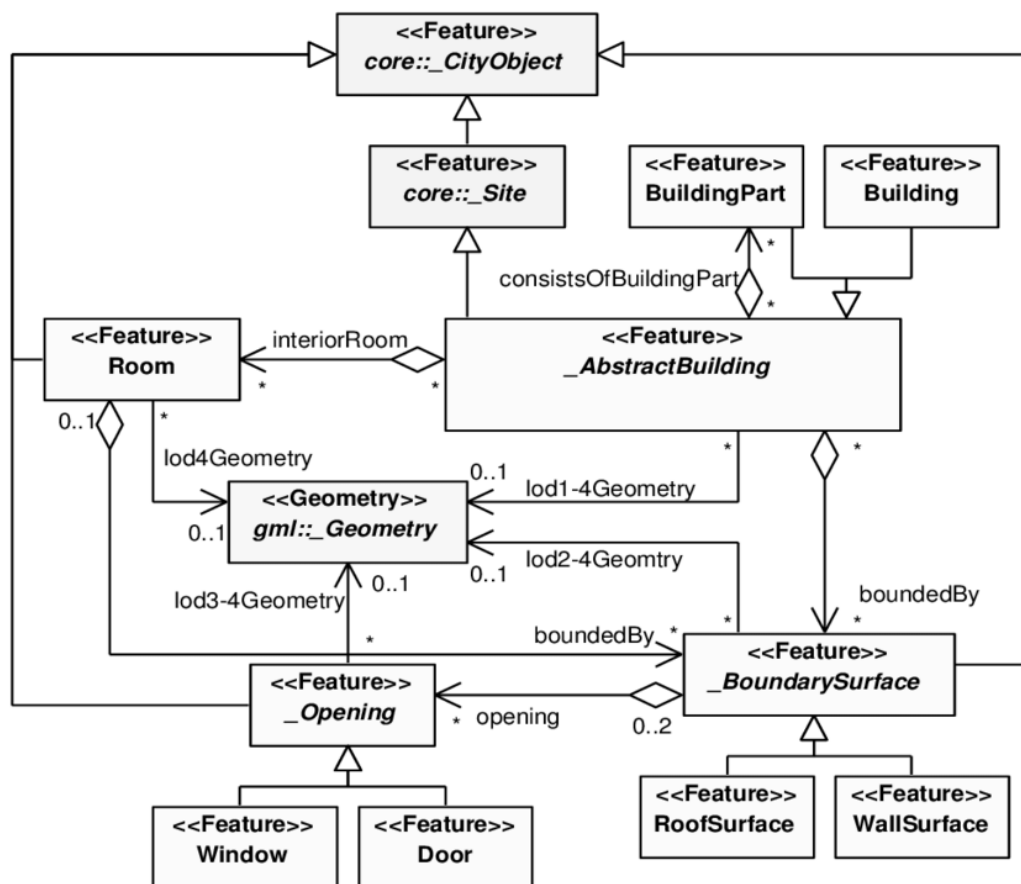 <<Feature>>
core::_CityObject
<<Feature>>
core::_Site
<<Feature>>
BuildingPart
<<Feature>>
Building
*
consistsOfBuildingPart
*
<<Feature>>
Room
interiorRoom
*
*
<<Feature>>
_AbstractBuilding
0..1
*
*
*
lod4Geometry
0..1
lod1-4Geometry
<<Geometry>>
gml::_Geometry
0..1
lod2-4Geomtry
0..1
0..1
lod3-4Geometry
boundedBy
*
boundedBy
*
*
*
<<Feature>>
_BoundarySurface
<<Feature>>
_Opening
*
opening
0..2
<<Feature>>
RoofSurface
<<Feature>>
WallSurface
<<Feature>>
Window
<<Feature>>
Door